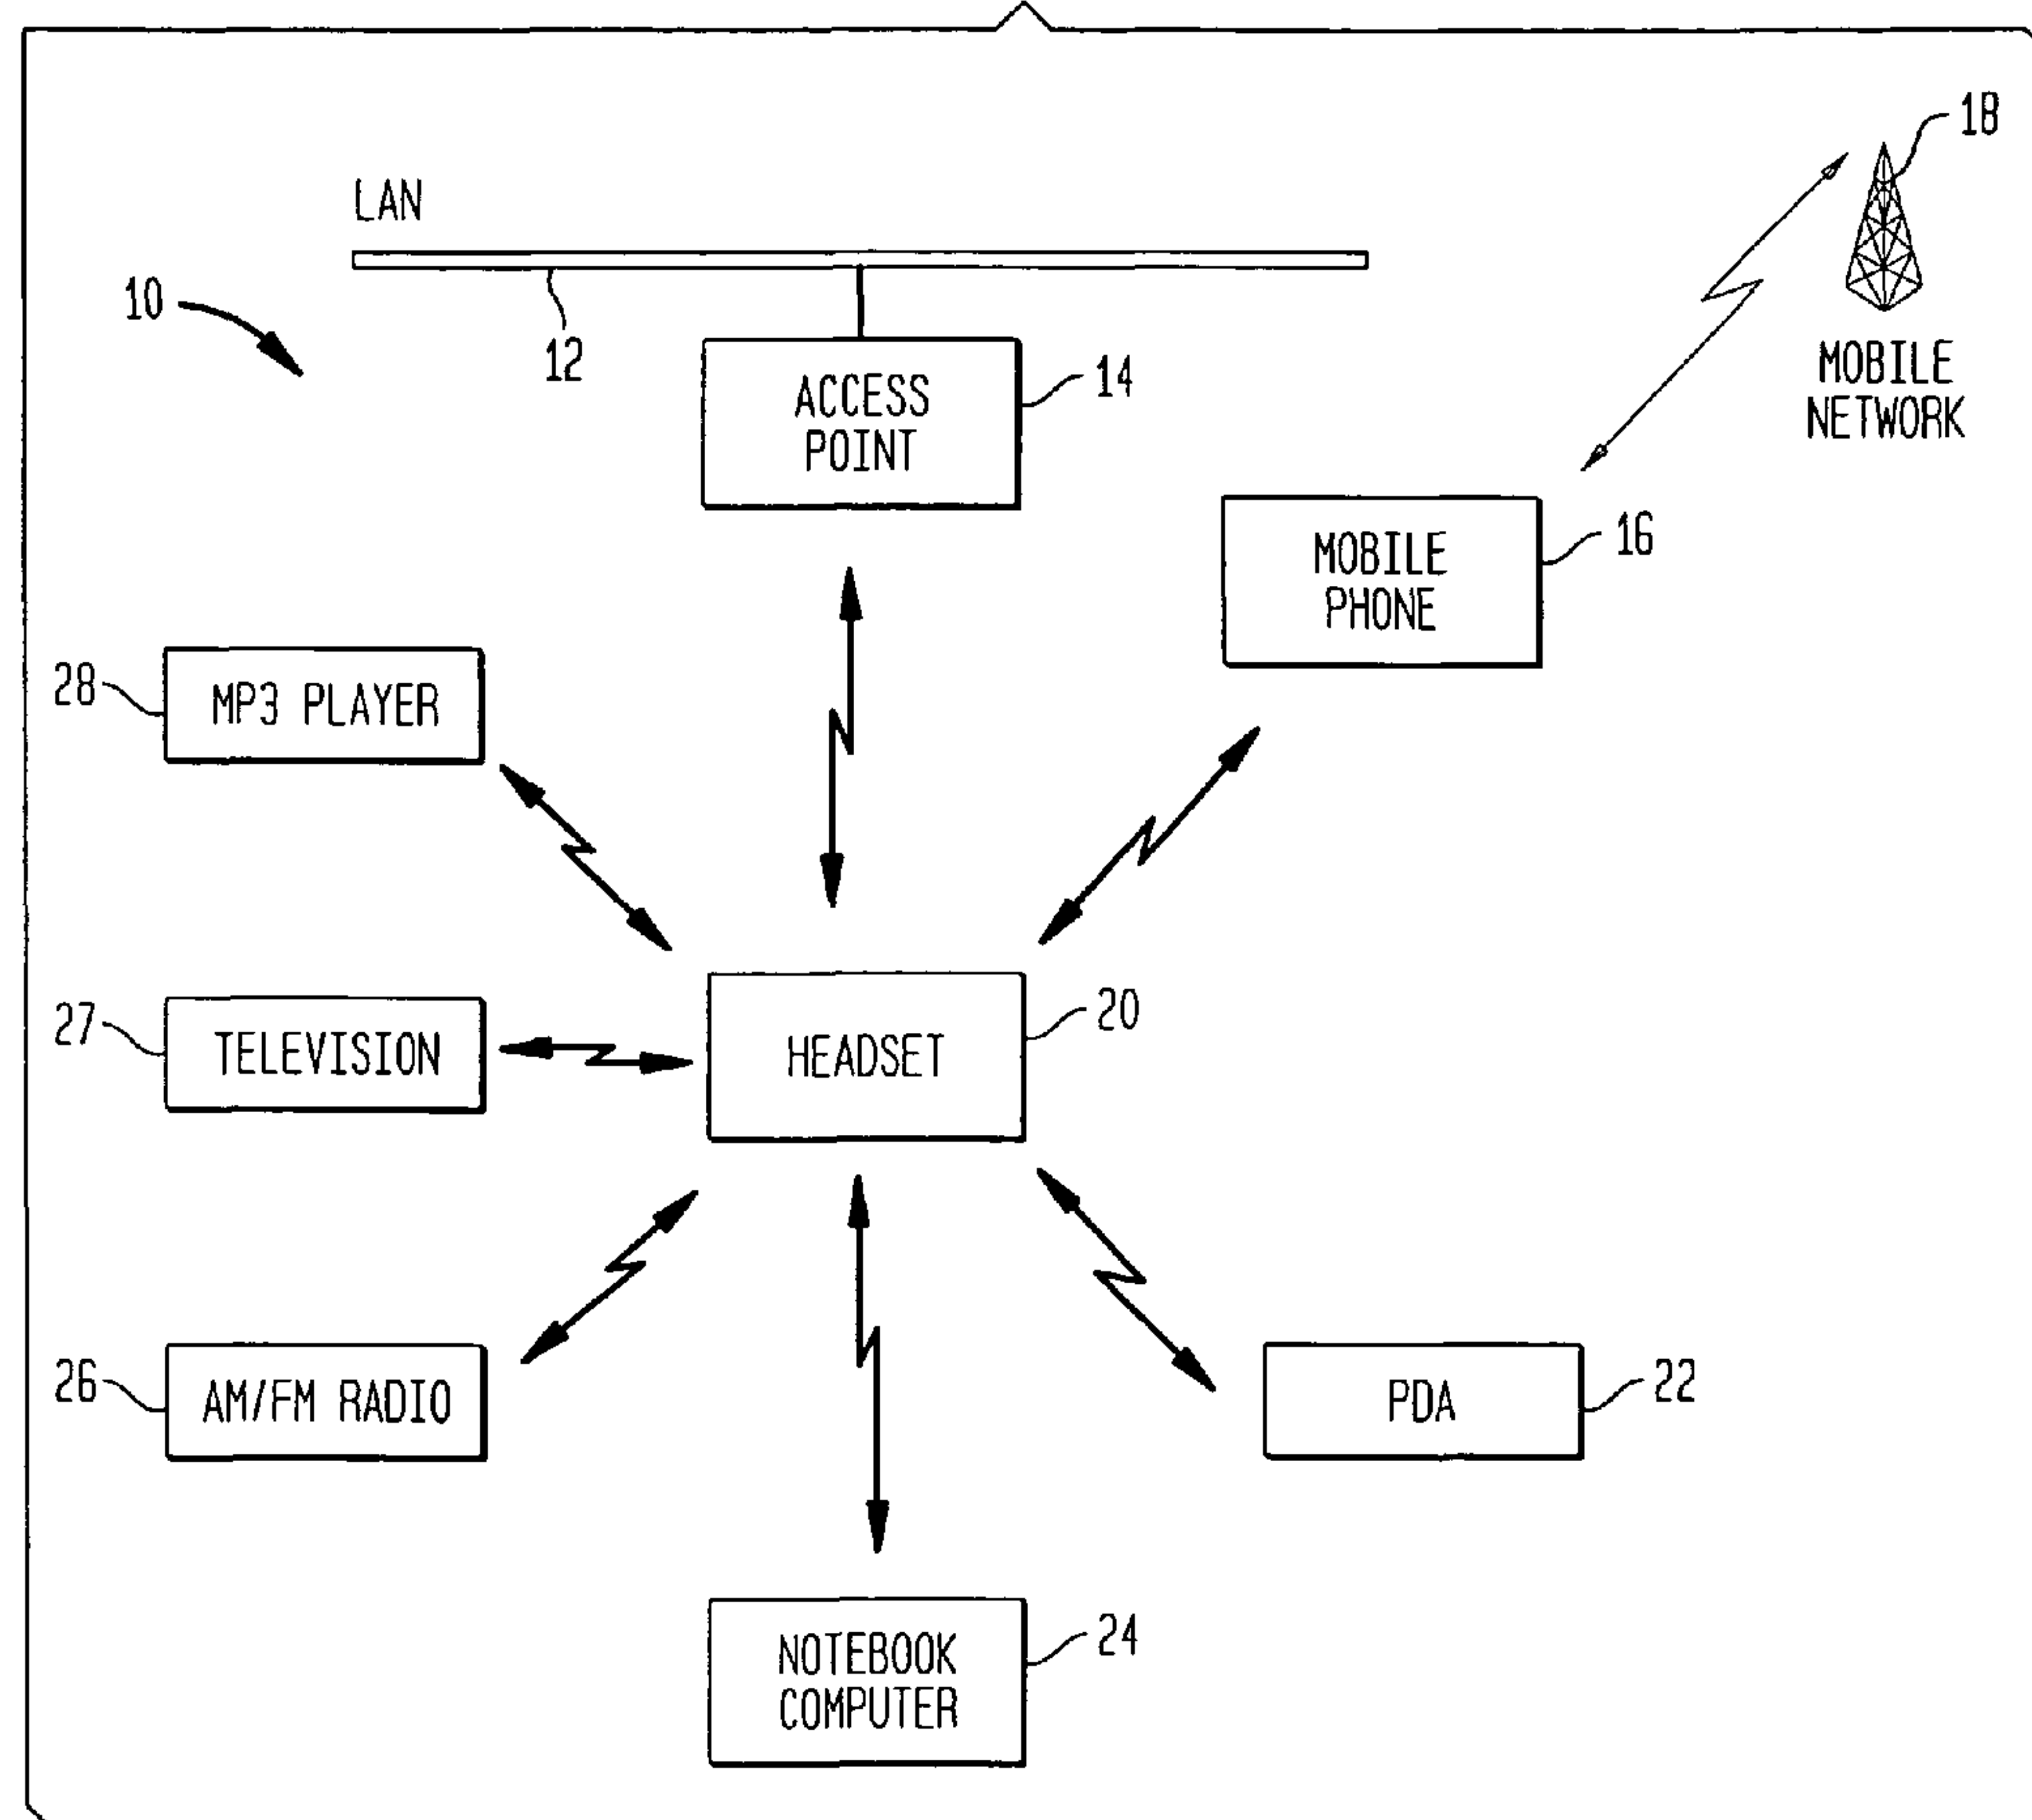 18
LAN
10
12
ACCESS
POINT
14
MOBILE
NETWORK
MOBILE
PHONE
16
28
MP3 PLAYER
27
TELEVISION
HEADSET
20
26
AM/FM RADIO
PDA
22
NOTEBOOK
COMPUTER
24